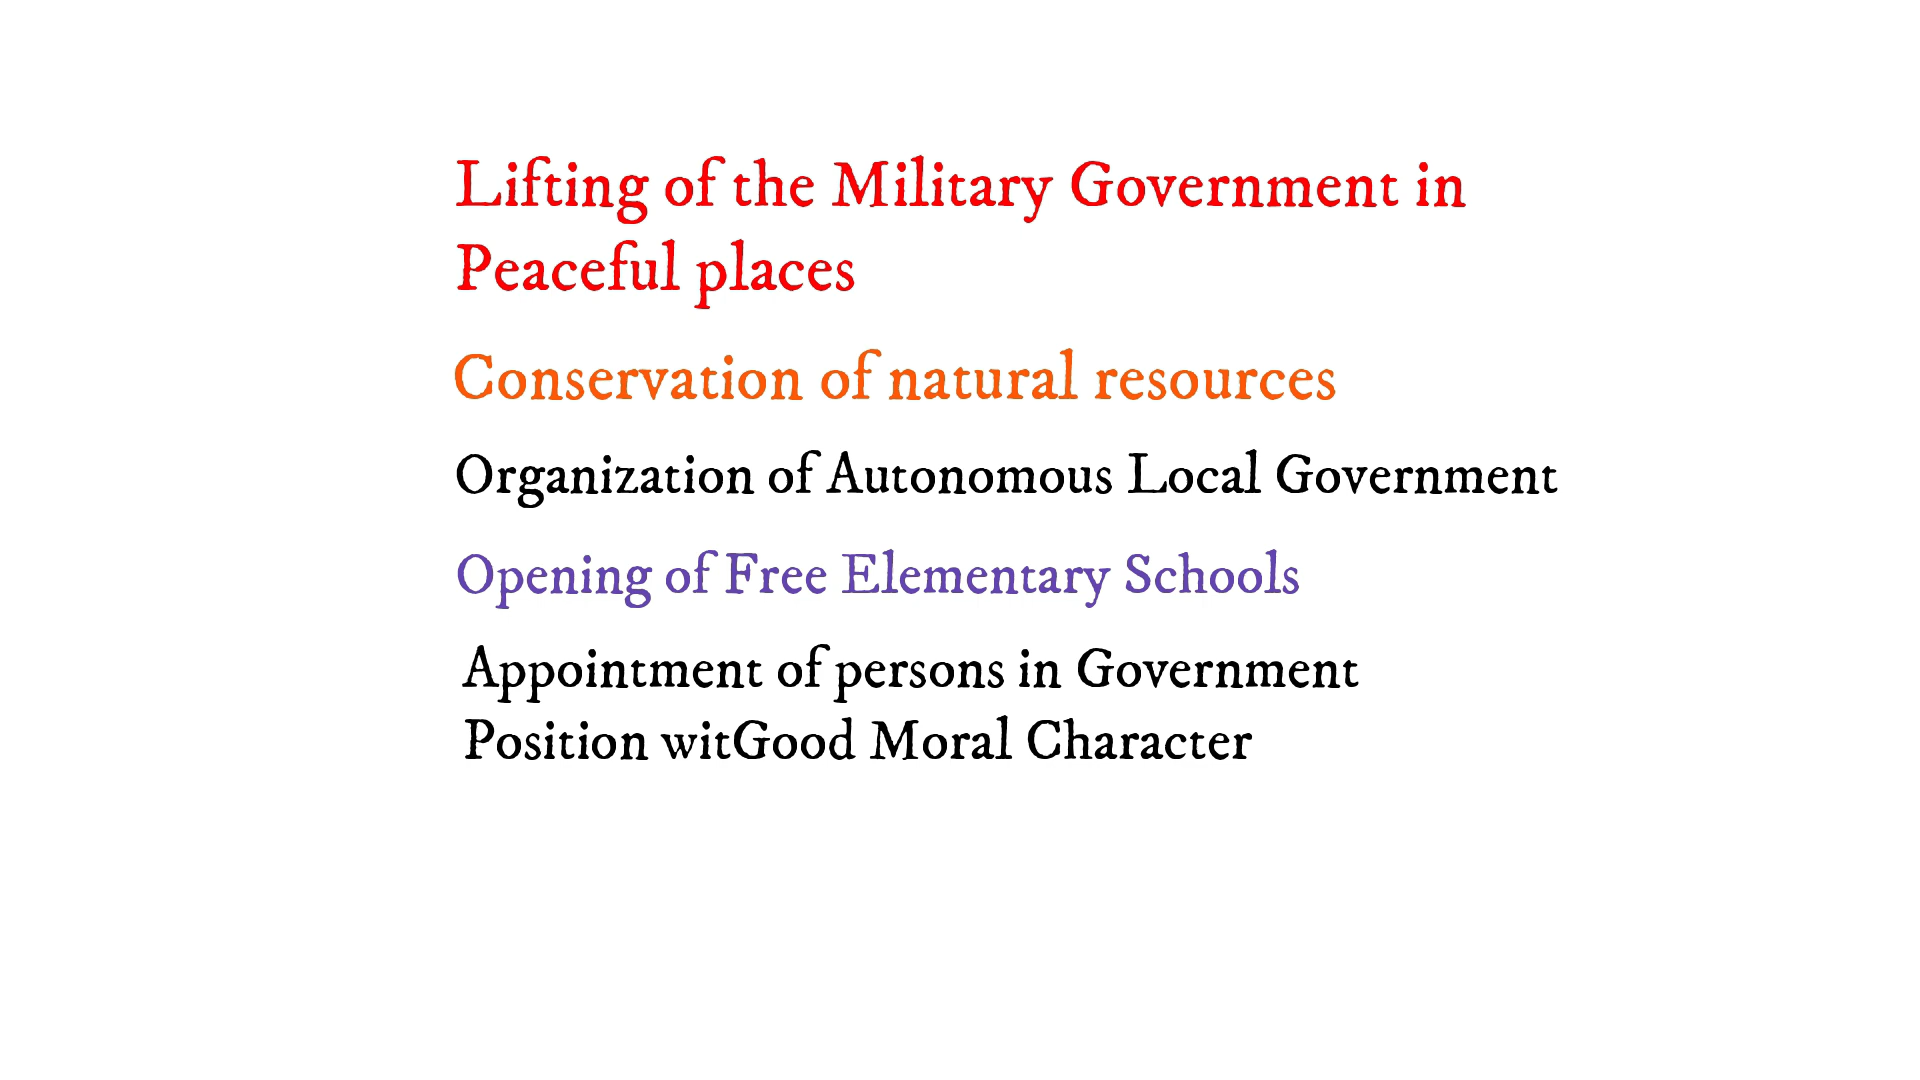 Lifting of the Military Government in
Peaceful places
Conservation of natural resources
Organization of Autonomous Local Government
Opening of Free Elementary Schools
Appointment of persons in Government
Position witGood Moral Character